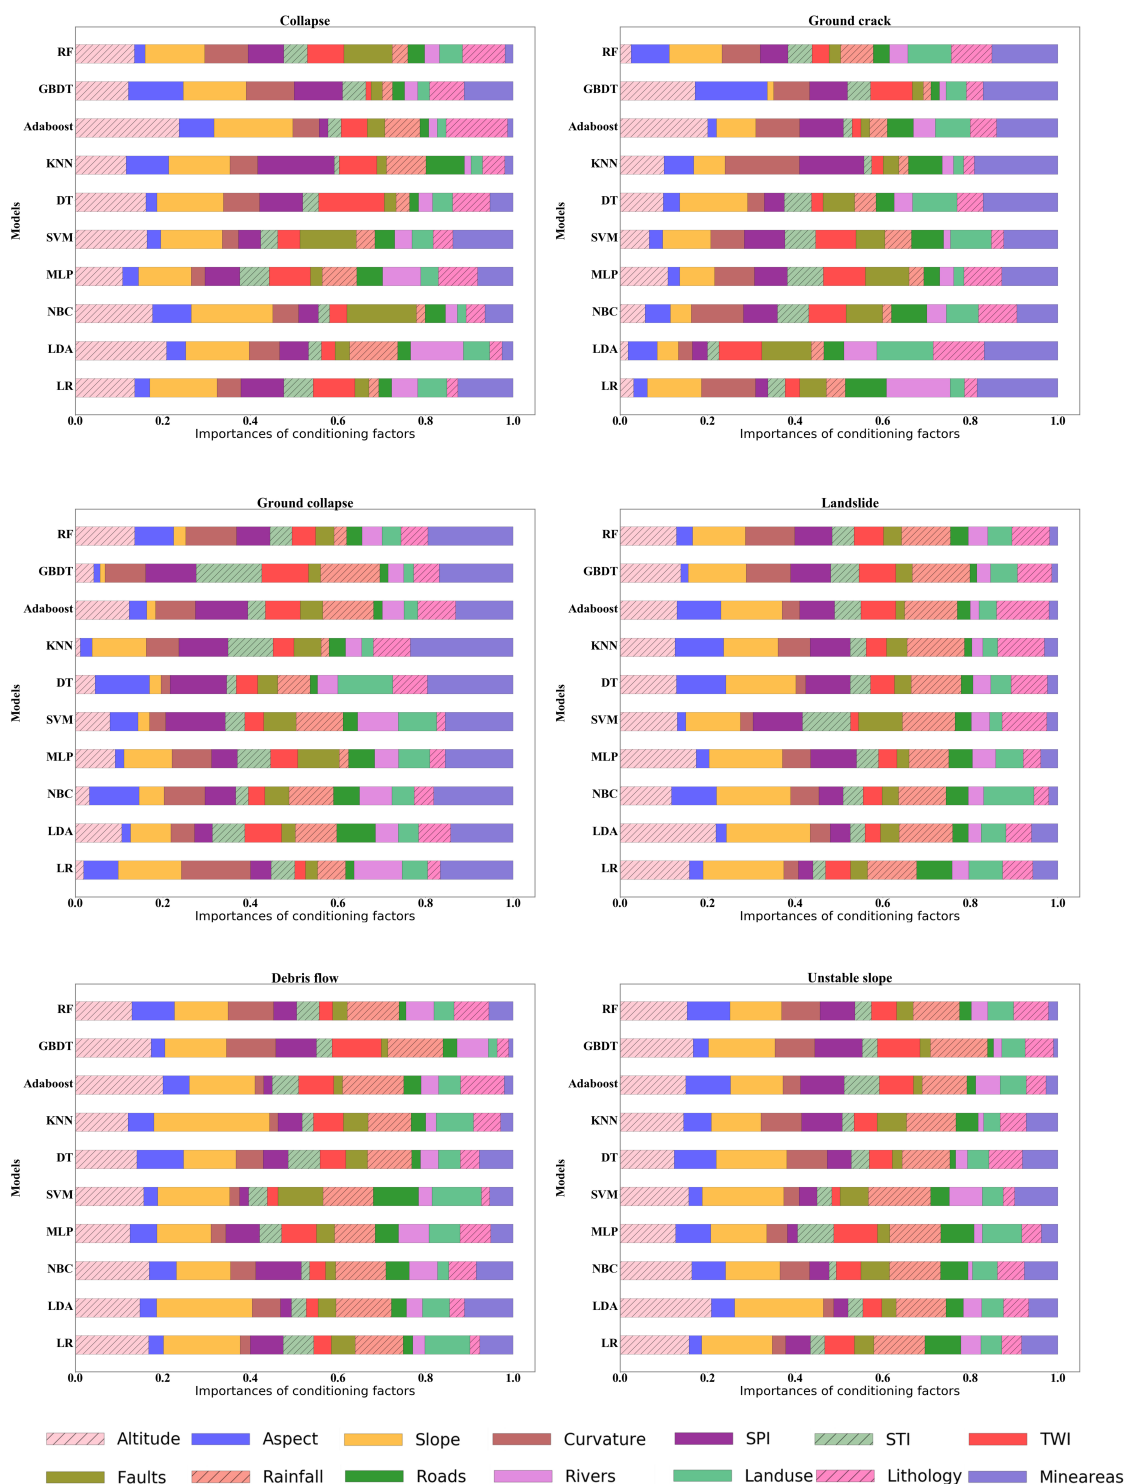 Collapse
Models
RF
GBDT
Adaboost
KNN
DT
SVM
MLP
NBC
LDA
LR
0.0 0.2 0.4 0.6 0.8 1.0
Importances of conditioning factors
Ground crack
Models
RF
GBDT
Adaboost
KNN
DT
SVM
MLP
NBC
LDA
LR
0.0 0.2 0.4 0.6 0.8 1.0
Importances of conditioning factors
Ground collapse
Models
RF
GBDT
Adaboost
KNN
DT
SVM
MLP
NBC
LDA
LR
0.0 0.2 0.4 0.6 0.8 1.0
Importances of conditioning factors
Landslide
Models
RF
GBDT
Adaboost
KNN
DT
SVM
MLP
NBC
LDA
LR
0.0 0.2 0.4 0.6 0.8 1.0
Importances of conditioning factors
Debris flow
Models
RF
GBDT
Adaboost
KNN
DT
SVM
MLP
NBC
LDA
LR
0.0 0.2 0.4 0.6 0.8 1.0
Importances of conditioning factors
Unstable slope
Models
RF
GBDT
Adaboost
KNN
DT
SVM
MLP
NBC
LDA
LR
0.0 0.2 0.4 0.6 0.8 1.0
Importances of conditioning factors
Altitude Aspect Slope Curvature SPI STI TWI
Faults Rainfall Roads Rivers Landuse Lithology Mineareas